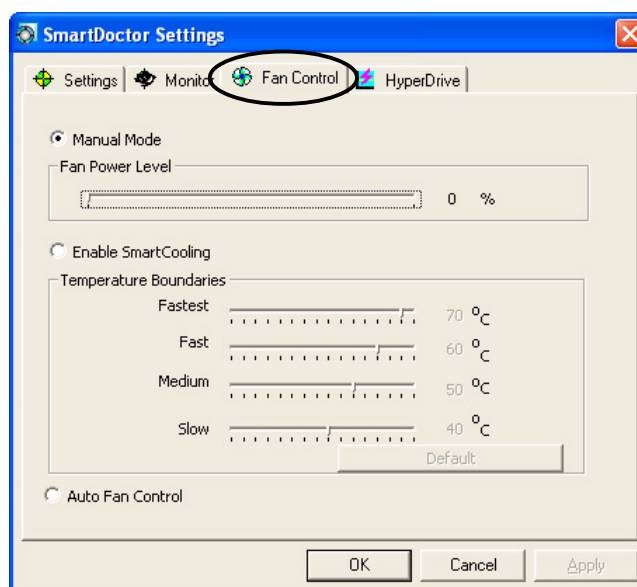 SmartDoctor Settings
Settings Monitor Fan Control HyperDrive
Manual Mode
Fan Power Level
0 %
Enable SmartCooling
Temperature Boundaries
Fastest 70 °C
Fast 60 °C
Medium 50 °C
Slow 40 °C
Default
Auto Fan Control
OK Cancel Apply